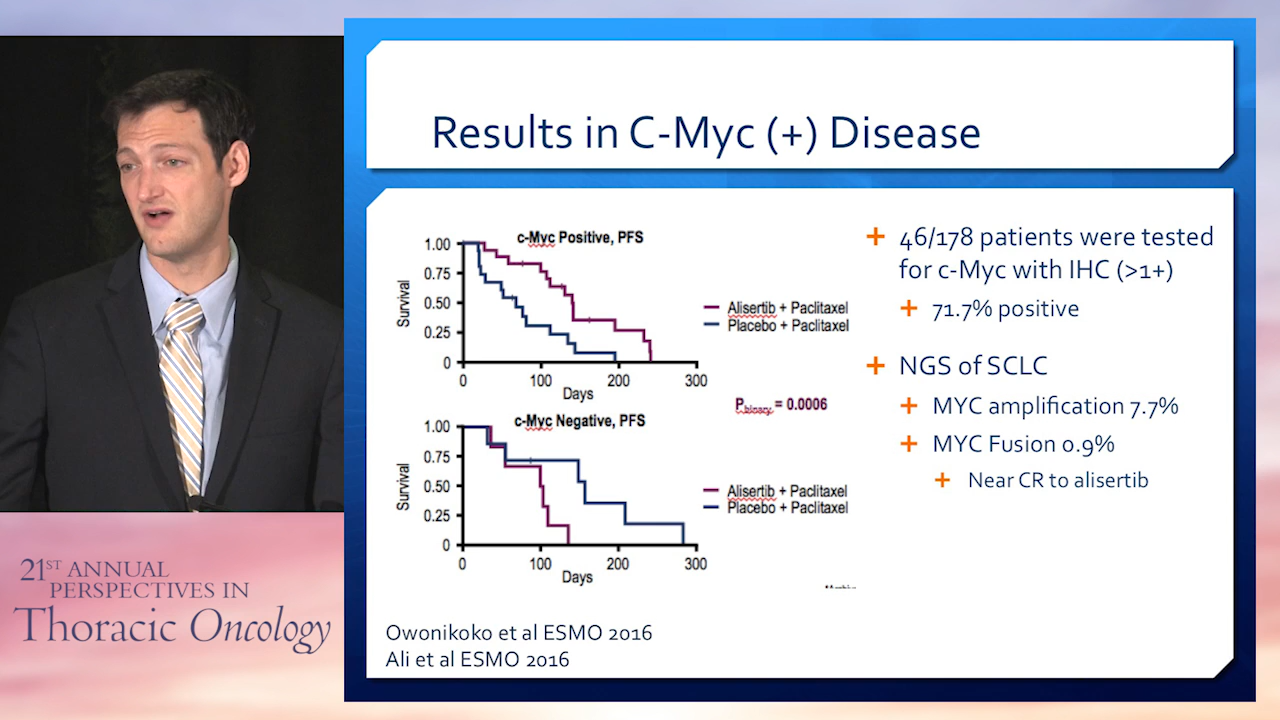 Results in C-Myc (+) Disease
c-Myc Positive, PFS
1.00
0.75
0.50
0.25
0
Survival
0 100 200 300
Days
Alisertib + Paclitaxel
Placebo + Paclitaxel
P binary = 0.0006
c-Myc Negative, PFS
1.00
0.75
0.50
0.25
0
Survival
0 100 200 300
Days
Alisertib + Paclitaxel
Placebo + Paclitaxel
46/178 patients were tested
for c-Myc with IHC (>1+)
71.7% positive
NGS of SCLC
MYC amplification 7.7%
MYC Fusion 0.9%
Near CR to alisertib
Owonikoko et al ESMO 2016
Ali et al ESMO 2016
21ST ANNUAL
PERSPECTIVES IN
Thoracic Oncology